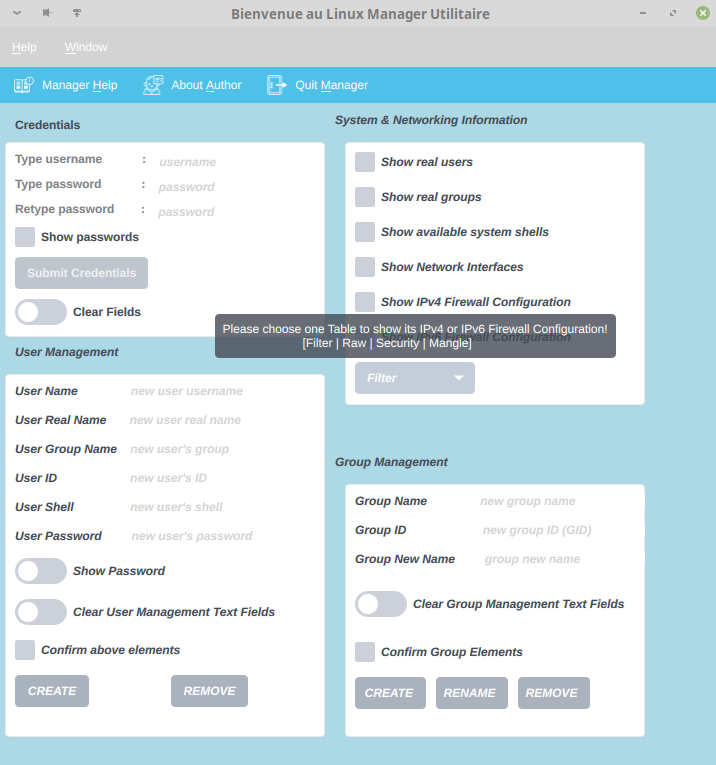 Bienvenue au Linux Manager Utilitaire
Help Window
Manager Help About Author Quit Manager
Credentials
Type username : username
Type password : password
Retype password : password
Show passwords
Submit Credentials
Clear Fields
System & Networking Information
Show real users
Show real groups
Show available system shells
Show Network Interfaces
Show IPv4 Firewall Configuration
Show IPv6 Firewall Configuration
Please choose one Table to show its IPv4 or IPv6 Firewall Configuration!
[Filter | Raw | Security | Mangle]
Filter
User Management
User Name new user username
User Real Name new user real name
User Group Name new user's group
User ID new user's ID
User Shell new user's shell
User Password new user's password
Show Password
Clear User Management Text Fields
Confirm above elements
CREATE REMOVE
Group Management
Group Name new group name
Group ID new group ID (GID)
Group New Name group new name
Clear Group Management Text Fields
Confirm Group Elements
CREATE RENAME REMOVE